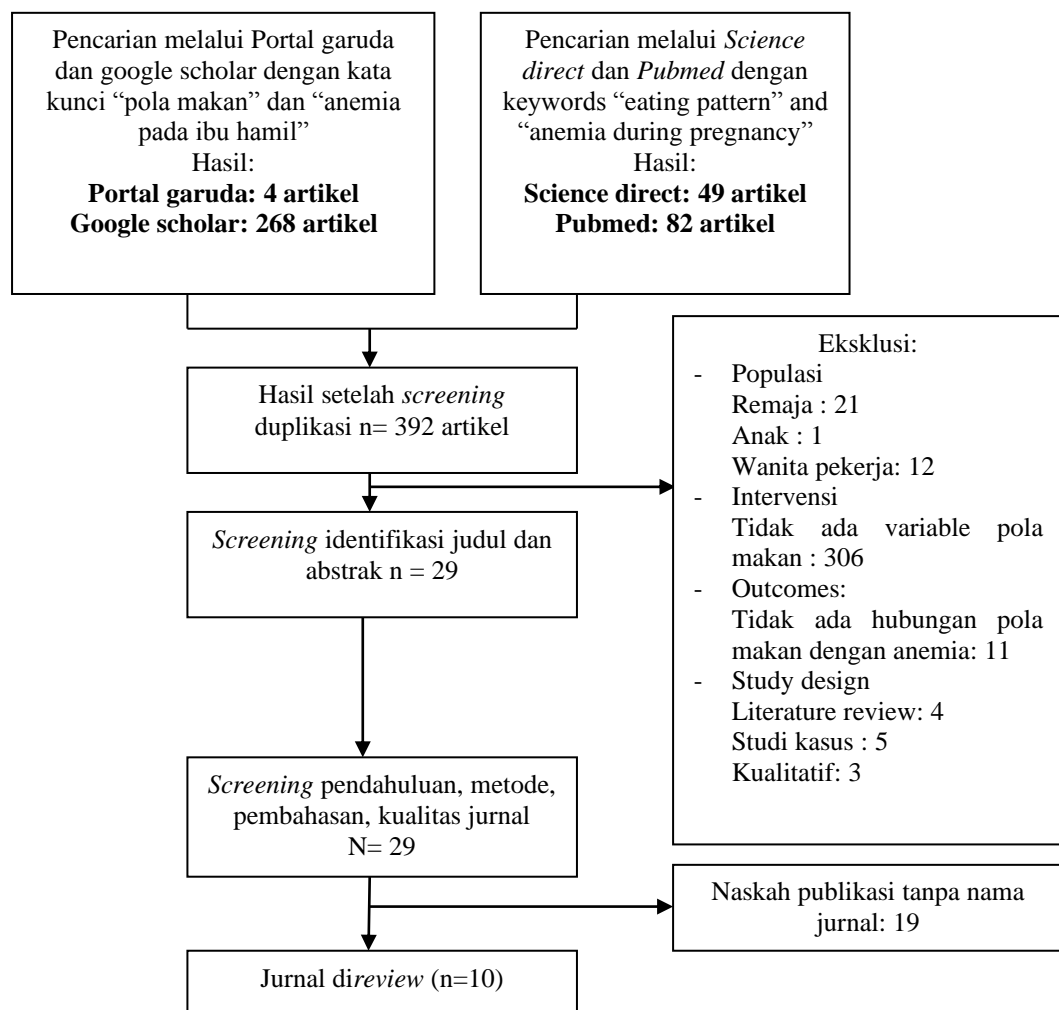 Pencarian melalui Portal garuda
dan google scholar dengan kata
kunci “pola makan” dan “anemia
pada ibu hamil”
Hasil:
Portal garuda: 4 artikel
Google scholar: 268 artikel
Pencarian melalui Science
direct dan Pubmed dengan
keywords “eating pattern” and
“anemia during pregnancy”
Hasil:
Science direct: 49 artikel
Pubmed: 82 artikel
Hasil setelah screening
duplikasi n= 392 artikel
Eksklusi:
- Populasi
Remaja : 21
Anak : 1
Wanita pekerja: 12
- Intervensi
Tidak ada variable pola
makan : 306
- Outcomes:
Tidak ada hubungan pola
makan dengan anemia: 11
- Study design
Literature review: 4
Studi kasus : 5
Kualitatif: 3
Screening identifikasi judul dan
abstrak n = 29
Screening pendahuluan, metode,
pembahasan, kualitas jurnal
N= 29
Naskah publikasi tanpa nama
jurnal: 19
Jurnal direview (n=10)